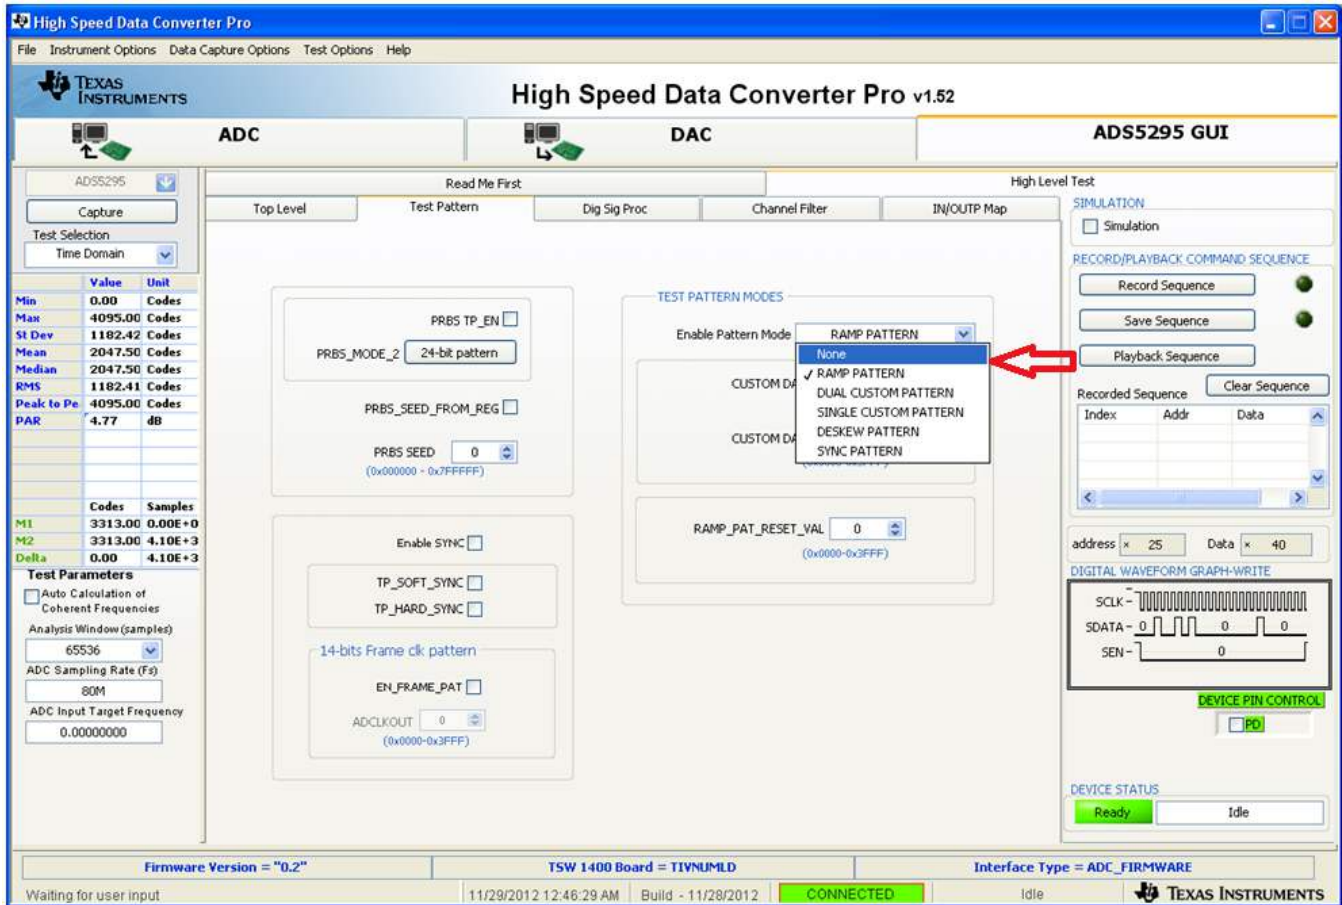 High Speed Data Converter Pro
File Instrument Options Data Capture Options Test Options Help
TEXAS INSTRUMENTS
High Speed Data Converter Pro v1.52
ADC
DAC
ADS5295 GUI
ADS5295
Capture
Test Selection
Time Domain
Value Unit
Min 0.00 Codes
Max 4095.00 Codes
St Dev 1182.42 Codes
Mean 2047.50 Codes
Median 2047.50 Codes
RMS 1182.41 Codes
Peak to Pe 4095.00 Codes
PAR 4.77 dB
Codes Samples
M1 3313.00 0.00E+0
M2 3313.00 4.10E+3
Delta 0.00 4.10E+3
Test Parameters
Auto Calculation of
Coherent Frequencies
Analysis Window (samples)
65536
ADC Sampling Rate (Fs)
80M
ADC Input Target Frequency
0.00000000
Read Me First
High Level Test
Top Level
Test Pattern
Dig Sig Proc
Channel Filter
IN/OUTP Map
PRBS TP_EN
PRBS_MODE_2 24-bit pattern
PRBS_SEED_FROM_REG
PRBS SEED 0
(0x000000 - 0x7FFFFF)
Enable SYNC
TP_SOFT_SYNC
TP_HARD_SYNC
14-bits Frame clk pattern
EN_FRAME_PAT
ADCLKOUT 0
(0x0000-0x3FFF)
TEST PATTERN MODES
Enable Pattern Mode RAMP PATTERN
None
RAMP PATTERN
DUAL CUSTOM PATTERN
SINGLE CUSTOM PATTERN
DESKEW PATTERN
SYNC PATTERN
CUSTOM DA
CUSTOM DA
RAMP_PAT_RESET_VAL 0
(0x0000-0x3FFF)
SIMULATION
Simulation
RECORD/PLAYBACK COMMAND SEQUENCE
Record Sequence
Save Sequence
Playback Sequence
Recorded Sequence Clear Sequence
Index Addr Data
address x 25 Data x 40
DIGITAL WAVEFORM GRAPH-WRITE
SCLK -
SDATA - 0 0 0
SEN - 0
DEVICE PIN CONTROL
PD
DEVICE STATUS
Ready Idle
Firmware Version = "0.2"
TSW 1400 Board = TIVNUMLD
Interface Type = ADC_FIRMWARE
Waiting for user input
11/29/2012 12:46:29 AM
Build - 11/28/2012
CONNECTED
Idle
TEXAS INSTRUMENTS